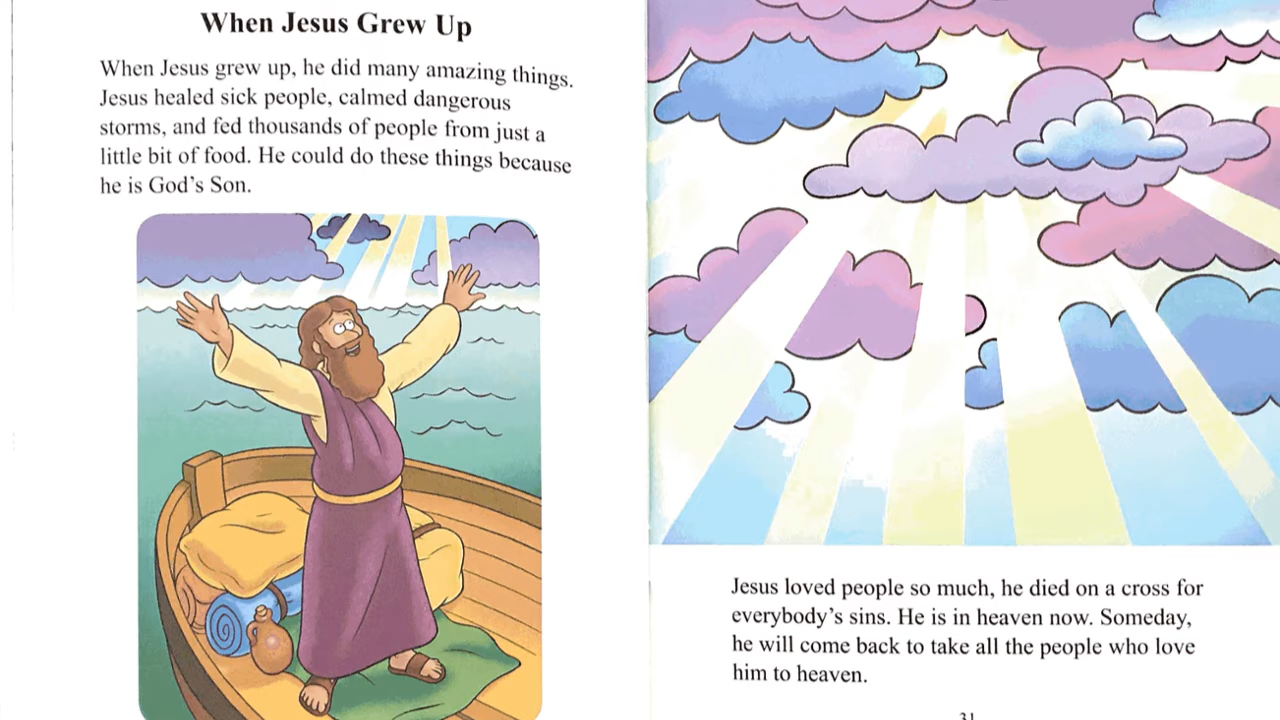 When Jesus Grew Up
When Jesus grew up, he did many amazing things.
Jesus healed sick people, calmed dangerous
storms, and fed thousands of people from just a
little bit of food. He could do these things because
he is God's Son.
Jesus loved people so much, he died on a cross for
everybody's sins. He is in heaven now. Someday,
he will come back to take all the people who love
him to heaven.
31